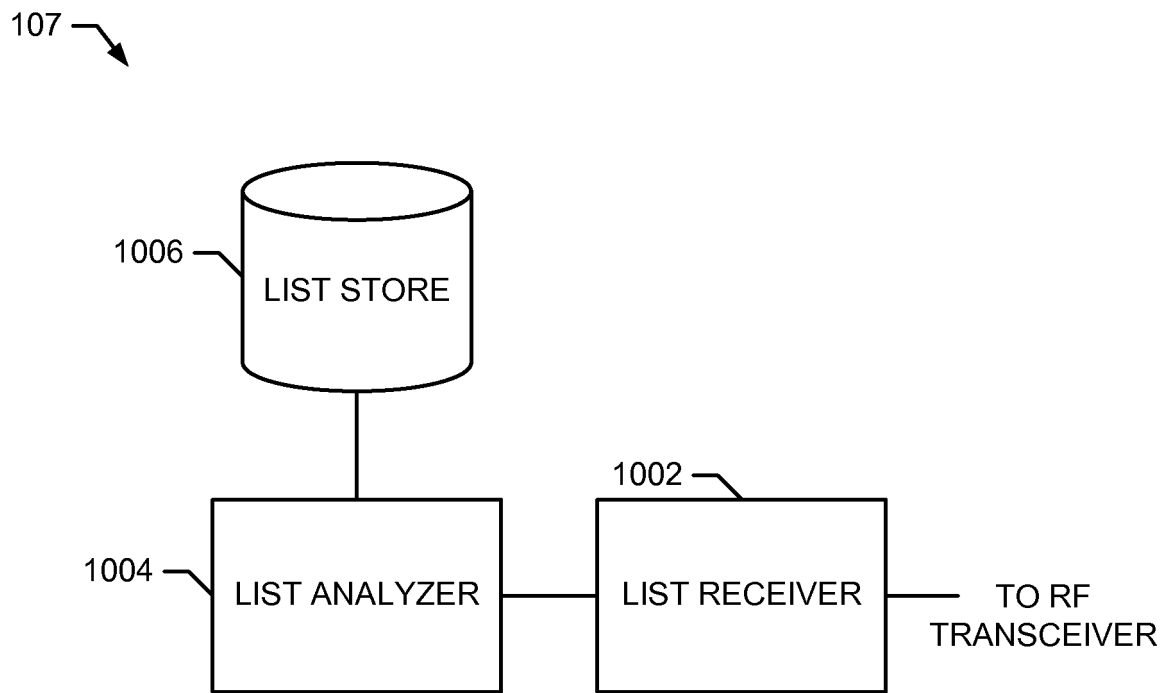 107
1006
LIST STORE
1002
1004
LIST ANALYZER
LIST RECEIVER
TO RF
TRANSCEIVER